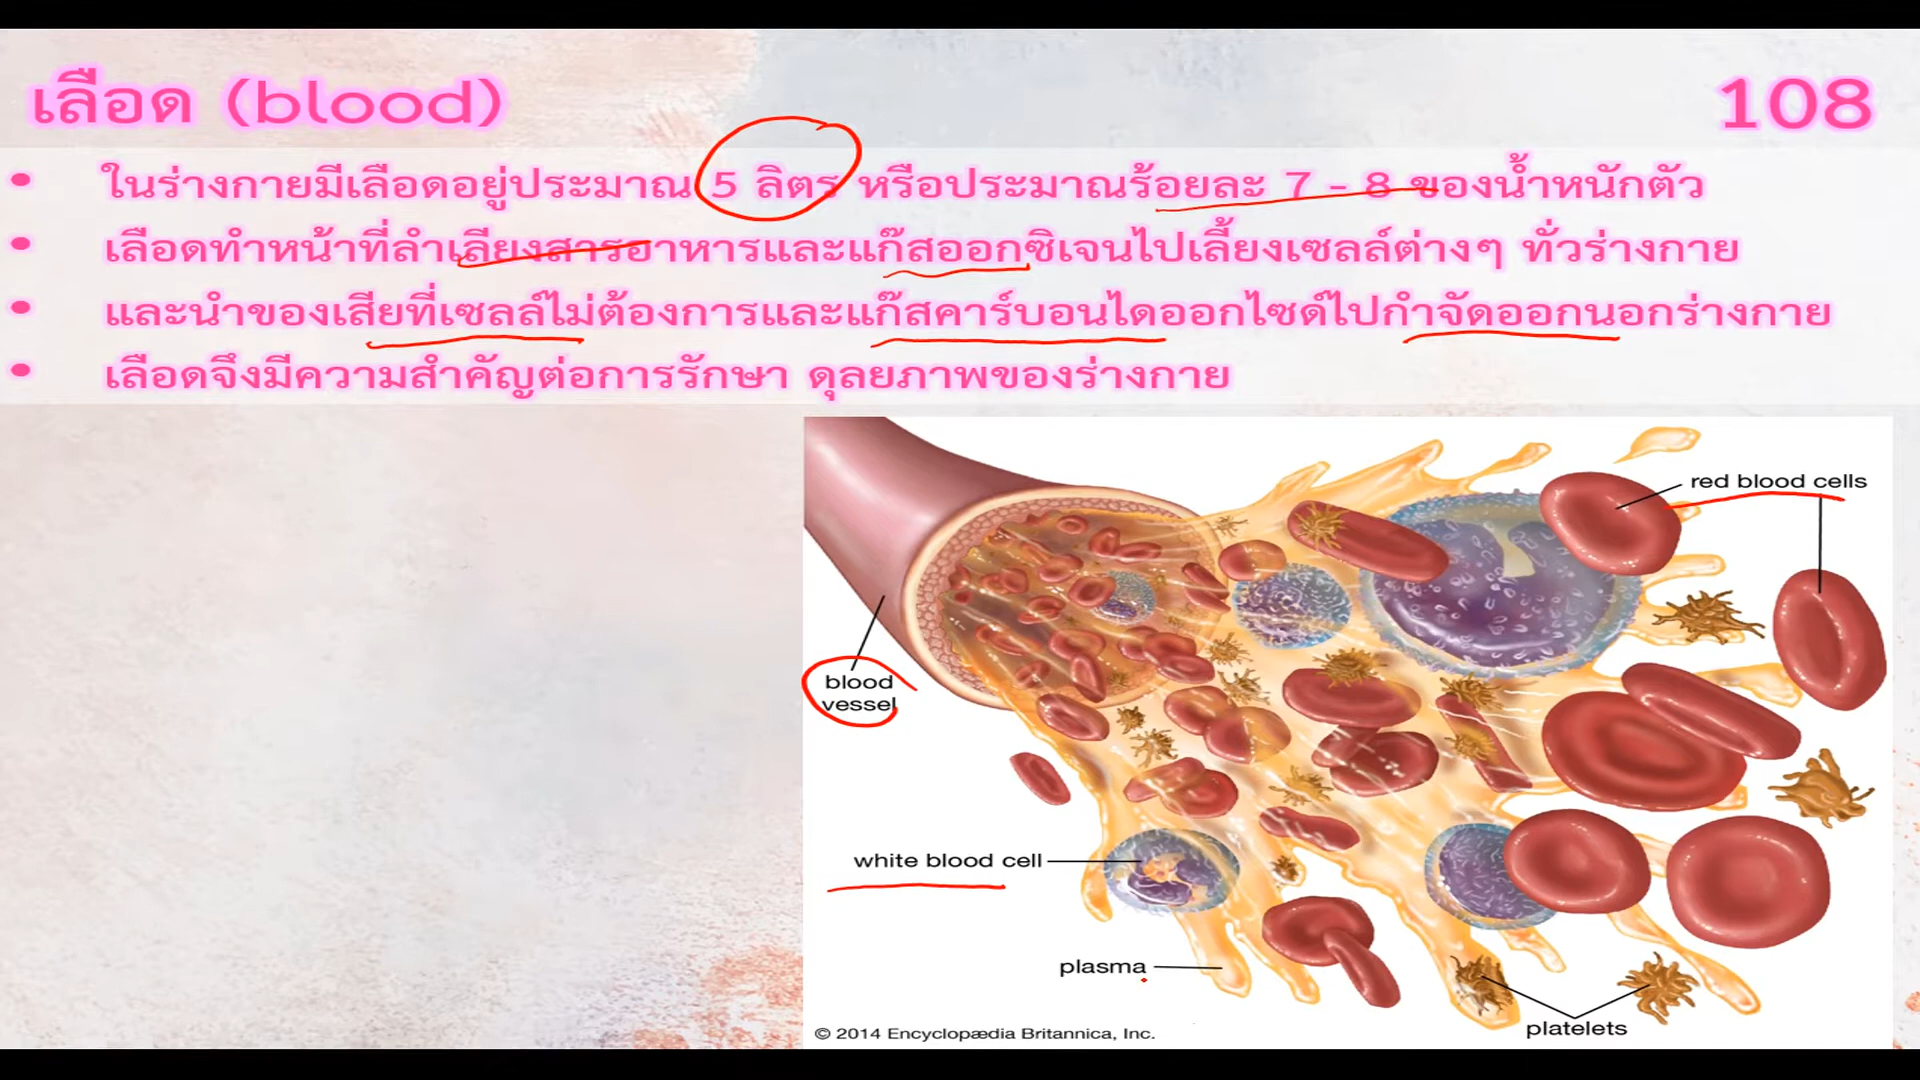 เลือด (blood)
108
• ในร่างกายมีเลือดอยู่ประมาณ 5 ลิตร หรือประมาณร้อยละ 7 - 8 ของน้ำหนักตัว
• เลือดทำหน้าที่ลำเลียงสารอาหารและแก๊สออกซิเจนไปเลี้ยงเซลล์ต่างๆ ทั่วร่างกาย
• และนำของเสียที่เซลล์ไม่ต้องการและแก๊สคาร์บอนไดออกไซด์ไปกำจัดออกนอกร่างกาย
• เลือดจึงมีความสำคัญต่อการรักษา ดุลยภาพของร่างกาย
red blood cells
blood
vessel
white blood cell
plasma
platelets
© 2014 Encyclopædia Britannica, Inc.